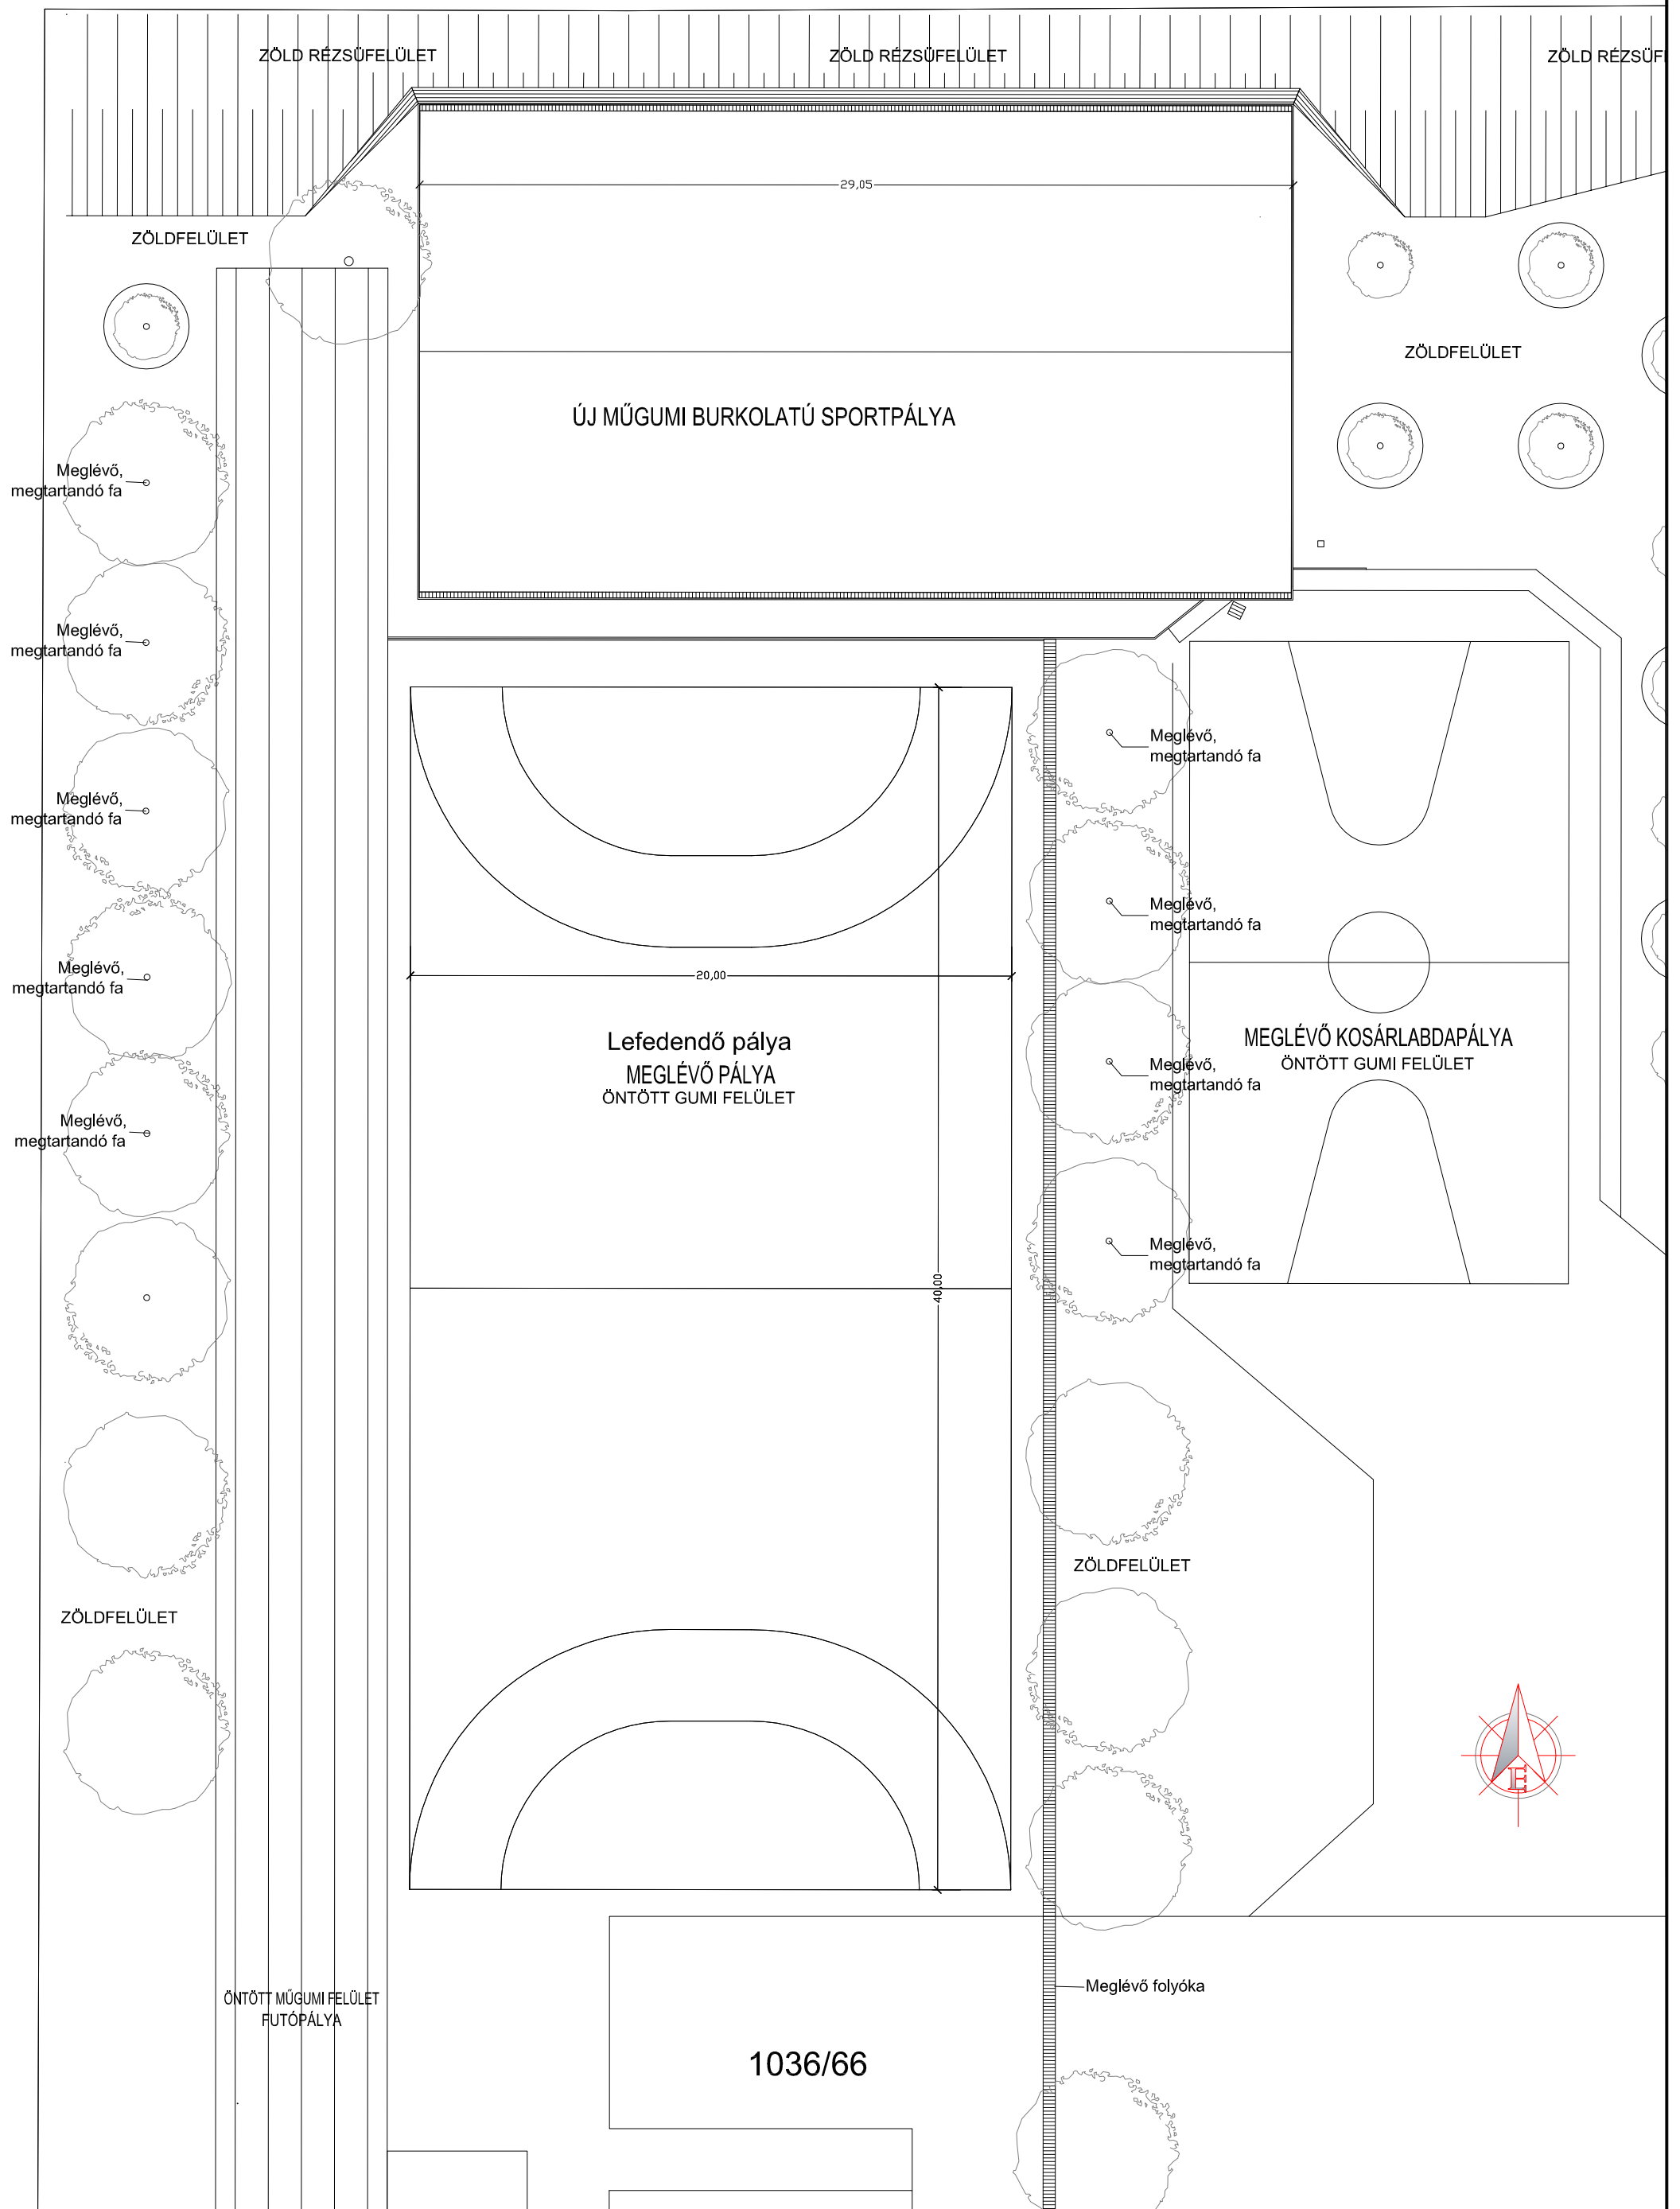 ZÖLD RÉZSŰFELÜLET
ZÖLD RÉZSŰFELÜLET
ZÖLD RÉZSŰF
29,05
ZÖLDFELÜLET
ZÖLDFELÜLET
ÚJ MŰGUMI BURKOLATÚ SPORTPÁLYA
Meglévő,
megtartandó fa
Meglévő,
megtartandó fa
Meglévő,
megtartandó fa
Meglévő,
megtartandó fa
Meglévő,
megtartandó fa
Meglévő,
megtartandó fa
Meglévő,
megtartandó fa
Meglévő,
megtartandó fa
Meglévő,
megtartandó fa
20,00
Lefedendő pálya
MEGLÉVŐ PÁLYA
ÖNTÖTT GUMI FELÜLET
MEGLÉVŐ KOSÁRLABDAPÁLYA
ÖNTÖTT GUMI FELÜLET
40,00
ZÖLDFELÜLET
ZÖLDFELÜLET
É
Meglévő folyóka
ÖNTÖTT MŰGUMI FELÜLET
FUTÓPÁLYA
1036/66